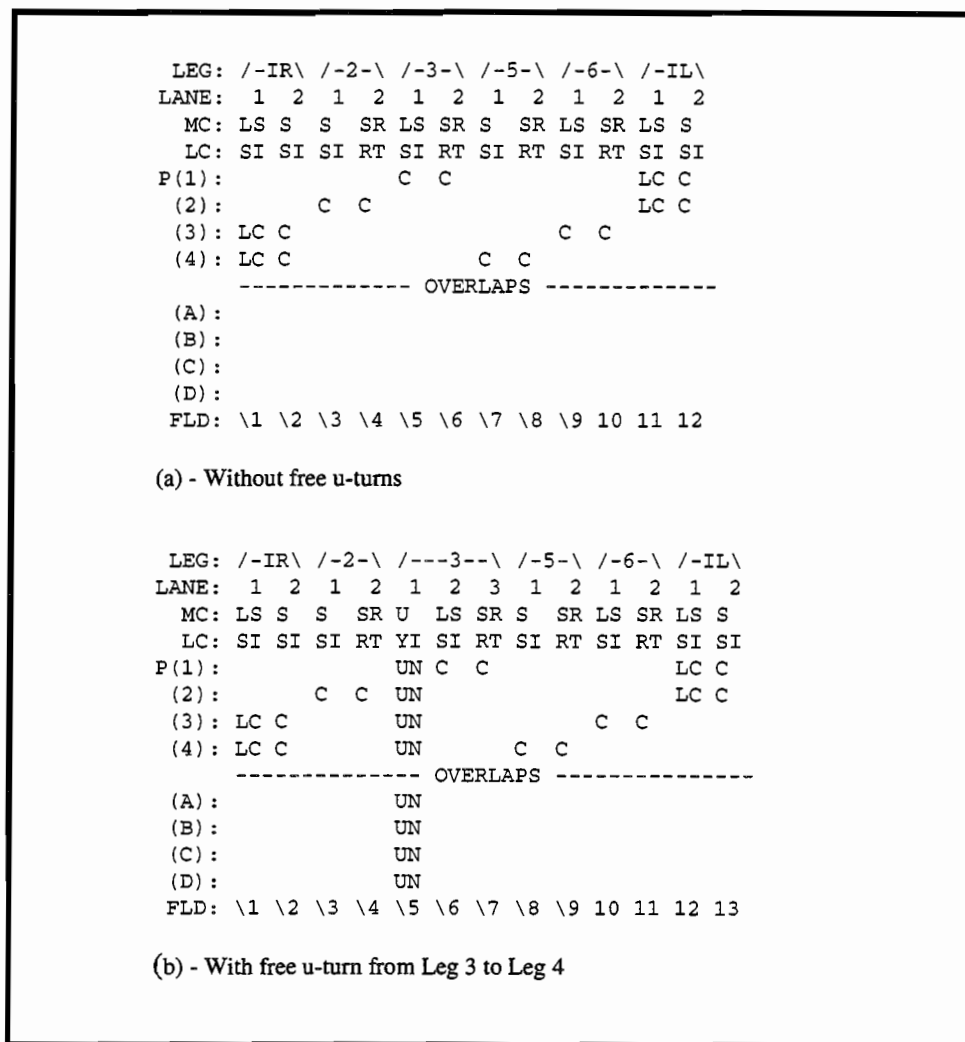 LEG: /-IR\ /-2-\ /-3-\ /-5-\ /-6-\ /-IL\
LANE: 1 2 1 2 1 2 1 2 1 2 1 2
MC: LS S S SR LS SR S SR LS SR LS S
LC: SI SI SI RT SI RT SI RT SI RT SI SI
P(1): C C LC C
(2): C C LC C
(3): LC C C C
(4): LC C C C
------------- OVERLAPS -------------
(A):
(B):
(C):
(D):
FLD: \1 \2 \3 \4 \5 \6 \7 \8 \9 10 11 12
(a) - Without free u-turns
LEG: /-IR\ /-2-\ /---3--\ /-5-\ /-6-\ /-IL\
LANE: 1 2 1 2 1 2 3 1 2 1 2 1 2
MC: LS S S SR U LS SR S SR LS SR LS S
LC: SI SI SI RT YI SI RT SI RT SI RT SI SI
P(1): UN C C LC C
(2): C C UN LC C
(3): LC C UN C C
(4): LC C UN C C
-------------- OVERLAPS ---------------
(A): UN
(B): UN
(C): UN
(D): UN
FLD: \1 \2 \3 \4 \5 \6 \7 \8 \9 10 11 12 13
(b) - With free u-turn from Leg 3 to Leg 4